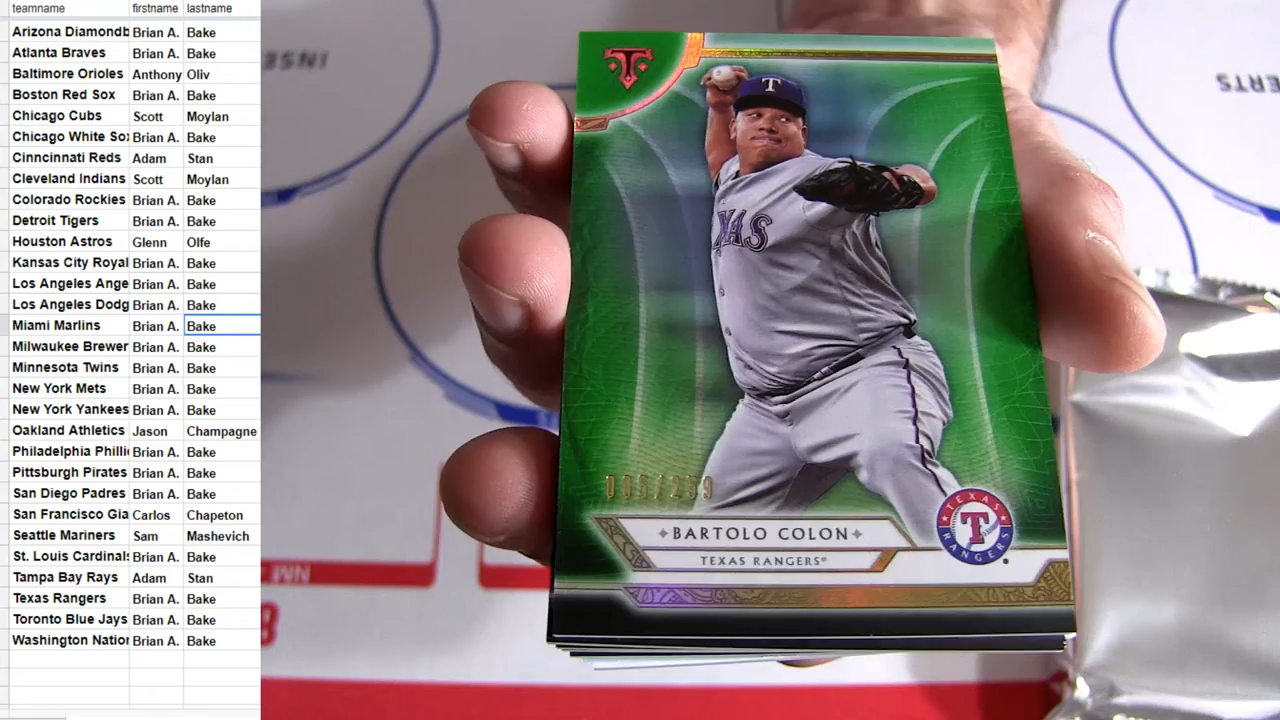 teamname firstname lastname
Arizona Diamondb Brian A. Bake
Atlanta Braves Brian A. Bake
Baltimore Orioles Anthony Oliv
Boston Red Sox Brian A. Bake
Chicago Cubs Scott Moylan
Chicago White So Brian A. Bake
Cinncinnati Reds Adam Stan
Cleveland Indians Scott Moylan
Colorado Rockies Brian A. Bake
Detroit Tigers Brian A. Bake
Houston Astros Glenn Olfe
Kansas City Royal Brian A. Bake
Los Angeles Ange Brian A. Bake
Los Angeles Dodg Brian A. Bake
Miami Marlins Brian A. Bake
Milwaukee Brewer Brian A. Bake
Minnesota Twins Brian A. Bake
New York Mets Brian A. Bake
New York Yankees Brian A. Bake
Oakland Athletics Jason Champagne
Philadelphia Philli Brian A. Bake
Pittsburgh Pirates Brian A. Bake
San Diego Padres Brian A. Bake
San Francisco Gia Carlos Chapeton
Seattle Mariners Sam Mashevich
St. Louis Cardinals Brian A. Bake
Tampa Bay Rays Adam Stan
Texas Rangers Brian A. Bake
Toronto Blue Jays Brian A. Bake
Washington Natio Brian A. Bake
INSE
ERTS
T
T
XAS
BARTOLO COLON
TEXAS RANGERS®
TEXAS
T
RANGERS